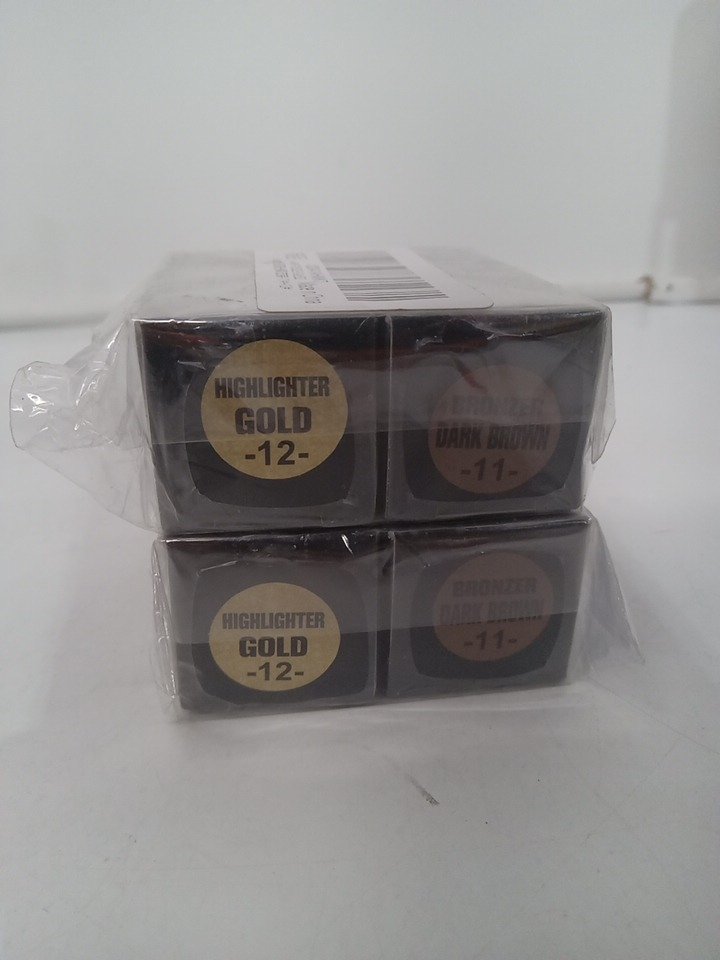 HIGHLIGHTER
GOLD
-12-
BRONZER
DARK BROWN
-11-
HIGHLIGHTER
GOLD
-12-
BRONZER
DARK BROWN
-11-